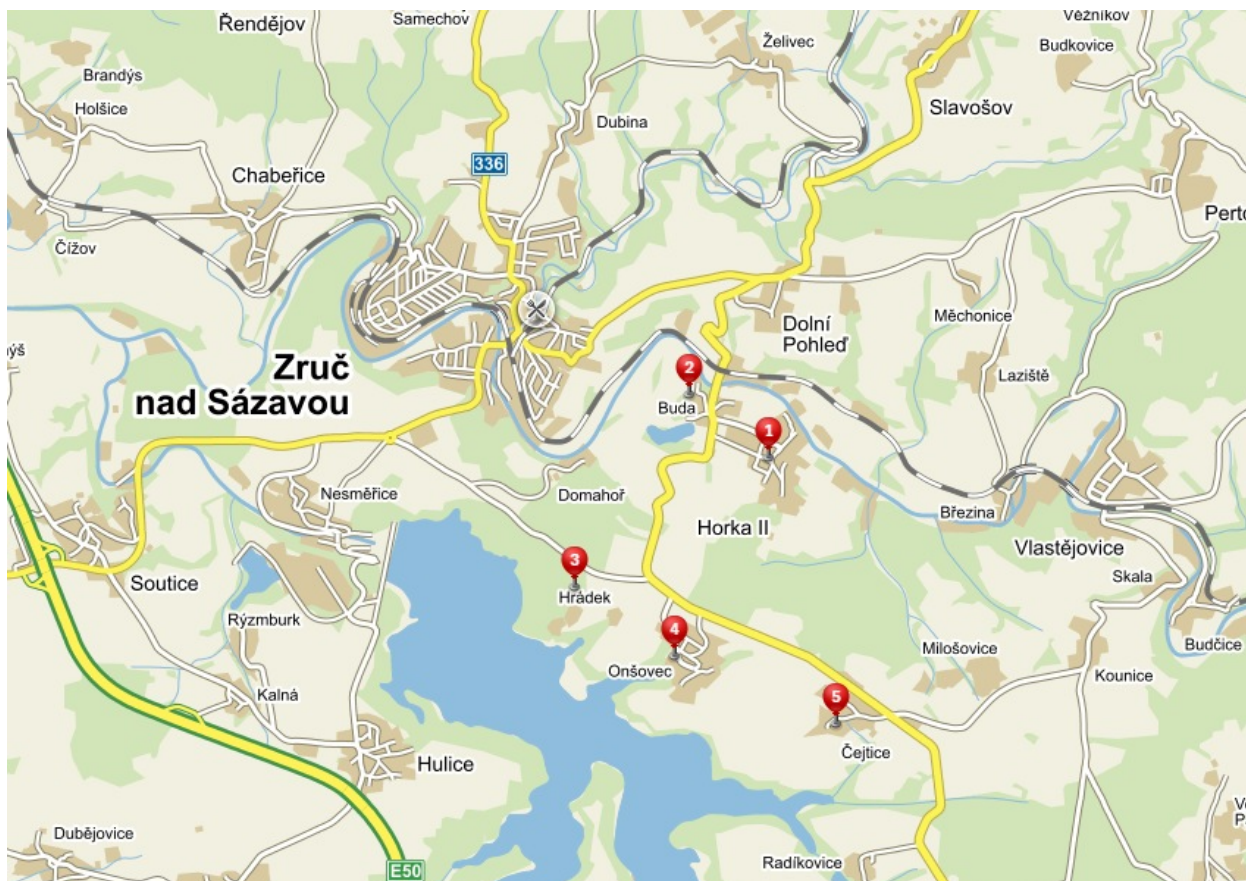 Řendějov
Samechov
Věžníkov
Želivec
Budkovice
Brandýs
Holšice
Slavošov
Dubina
336
Chabeřice
Čížov
Dolní
Pohleď
Měchonice
Zruč
nad Sázavou
2
Buda
Laziště
1
Nesměřice
Domahoř
Březina
Horka II
Vlastějovice
3
Hrádek
Soutice
Skala
Rýzmburk
4
Onšovec
Milošovice
Budčice
Kounice
Kalná
5
Čejtice
Hulice
Dubějovice
Radíkovice
E50